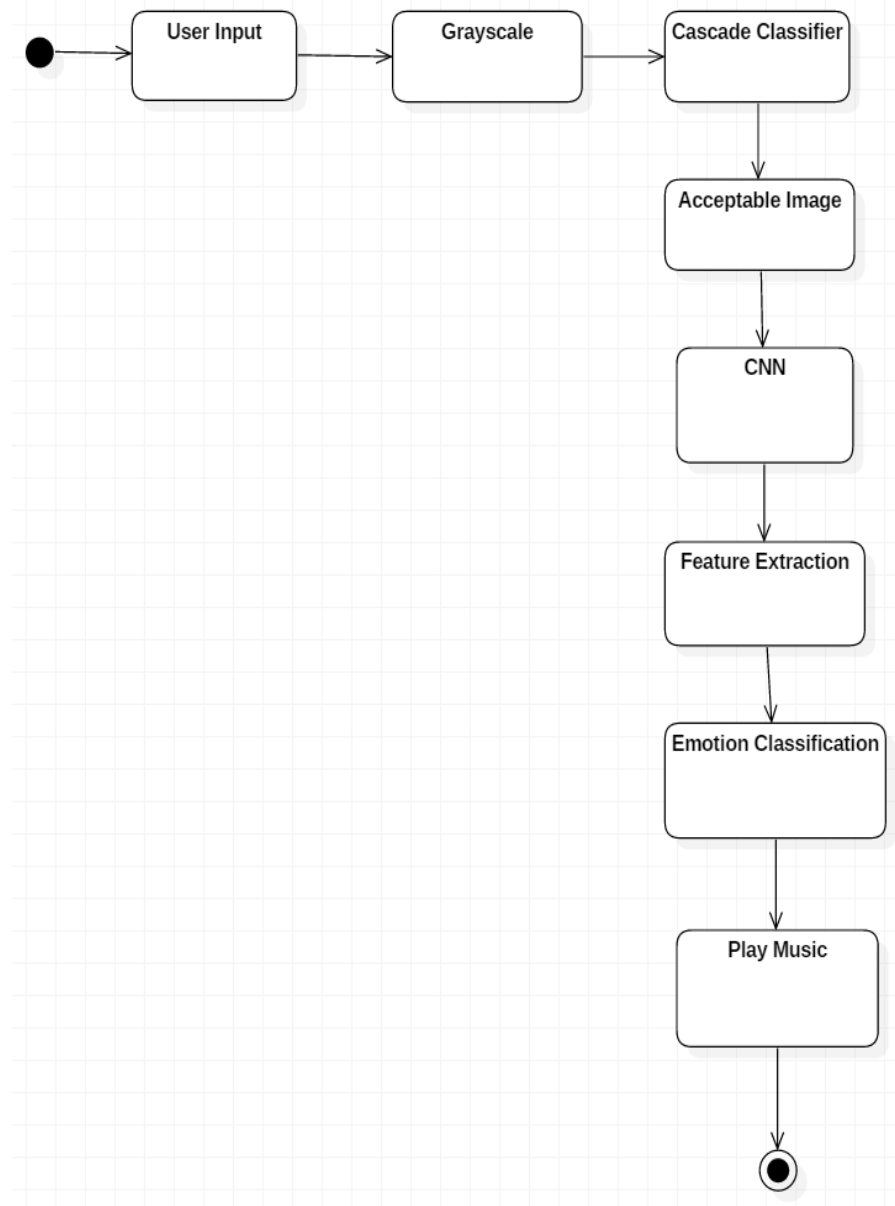 User Input
Grayscale
Cascade Classifier
Acceptable Image
CNN
Feature Extraction
Emotion Classification
Play Music